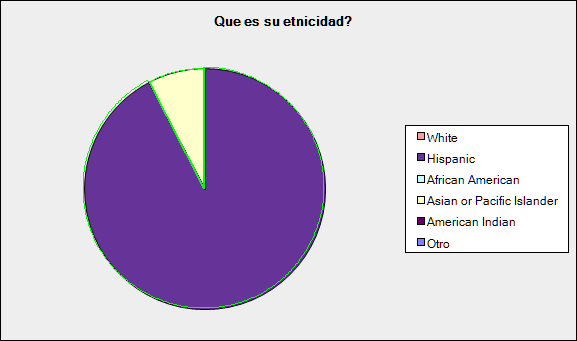 Que es su etnicidad?
White
Hispanic
African American
Asian or Pacific Islander
American Indian
Otro